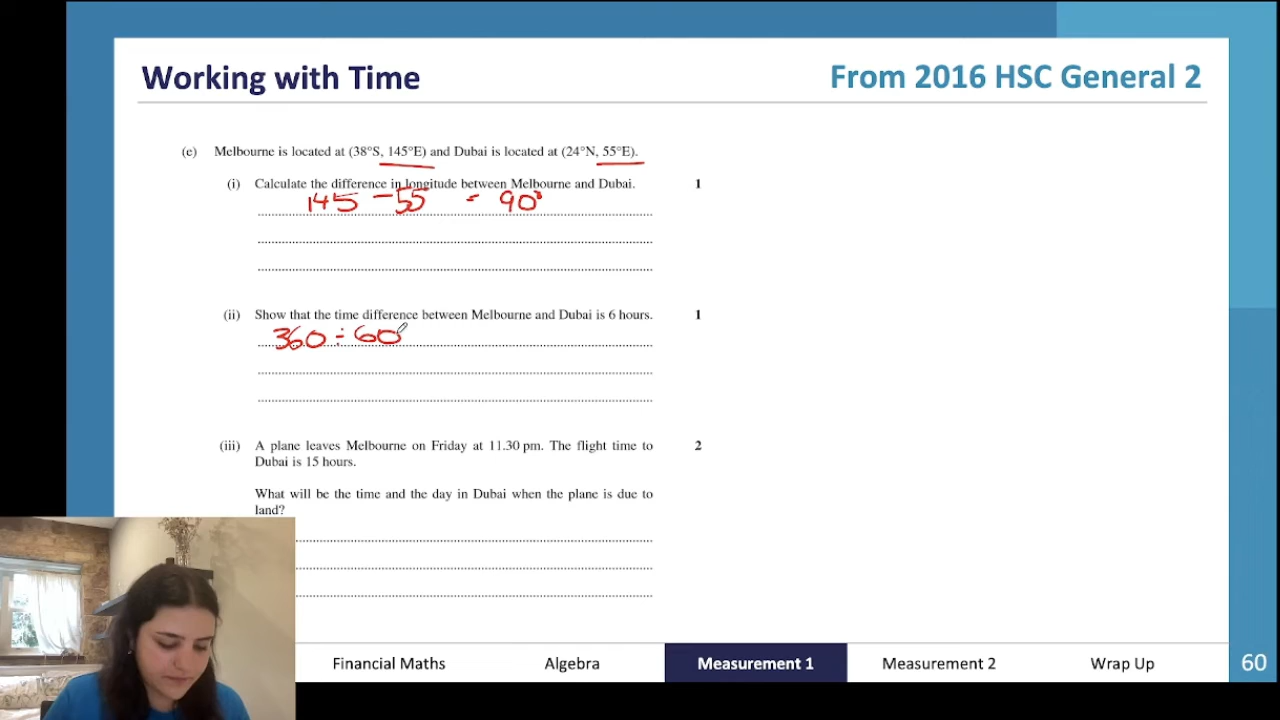 Working with Time
From 2016 HSC General 2
(e) Melbourne is located at (38°S, 145°E) and Dubai is located at (24°N, 55°E).
(i) Calculate the difference in longitude between Melbourne and Dubai. 1
145 - 55 = 90°
(ii) Show that the time difference between Melbourne and Dubai is 6 hours. 1
360 ÷ 60
(iii) A plane leaves Melbourne on Friday at 11.30 pm. The flight time to 2
Dubai is 15 hours.
What will be the time and the day in Dubai when the plane is due to
land?
Financial Maths Algebra Measurement 1 Measurement 2 Wrap Up 60